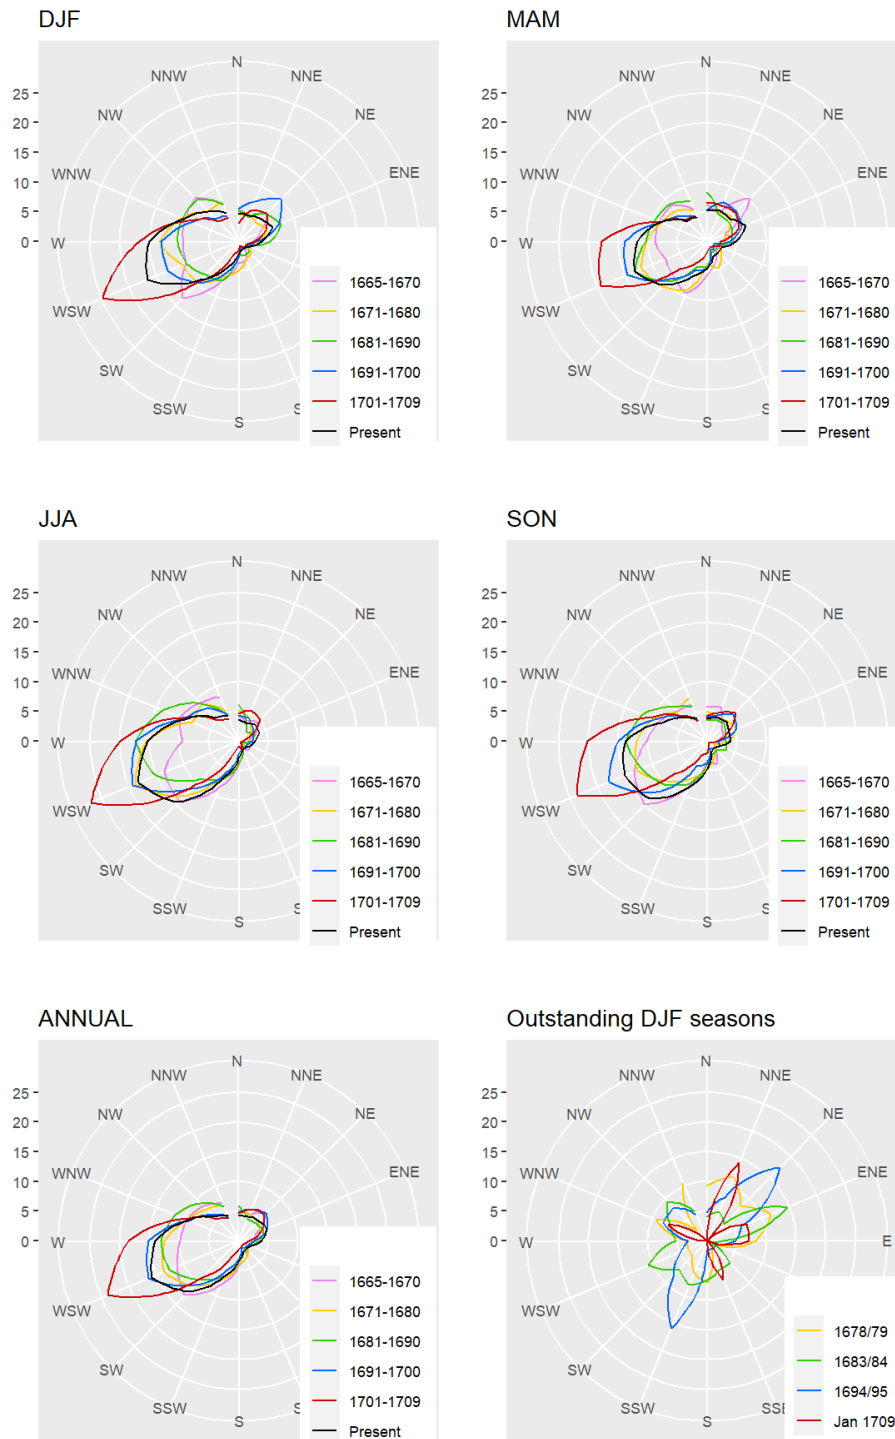 DJF
N
NNW
NNE
NW
NE
25
20
15
WNW
ENE
10
5
W
0
1665-1670
WSW
1671-1680
1681-1690
SW
1691-1700
SSW
1701-1709
S
S
Present
MAM
N
NNW
NNE
NW
NE
25
20
15
WNW
ENE
10
5
W
0
1665-1670
WSW
1671-1680
1681-1690
SW
1691-1700
SSW
1701-1709
S
S
Present
JJA
N
NNW
NNE
NW
NE
25
20
15
WNW
ENE
10
5
W
0
1665-1670
WSW
1671-1680
1681-1690
SW
1691-1700
SSW
1701-1709
S
S
Present
SON
N
NNW
NNE
NW
NE
25
20
15
WNW
ENE
10
5
W
0
1665-1670
WSW
1671-1680
1681-1690
SW
1691-1700
SSW
1701-1709
S
S
Present
ANNUAL
N
NNW
NNE
NW
NE
25
20
15
WNW
ENE
10
5
W
0
1665-1670
WSW
1671-1680
1681-1690
SW
1691-1700
SSW
1701-1709
S
S
Present
Outstanding DJF seasons
N
NNW
NNE
NW
NE
25
20
15
WNW
ENE
10
5
W
0
E
WSW
1678/79
SW
1683/84
1694/95
SSW
SSE
S
Jan 1709